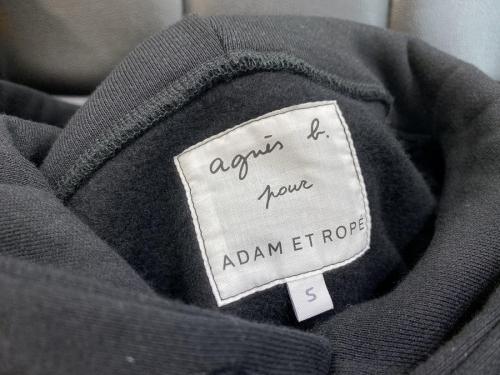 agnès b.
pour
ADAM ET ROPÉ
S